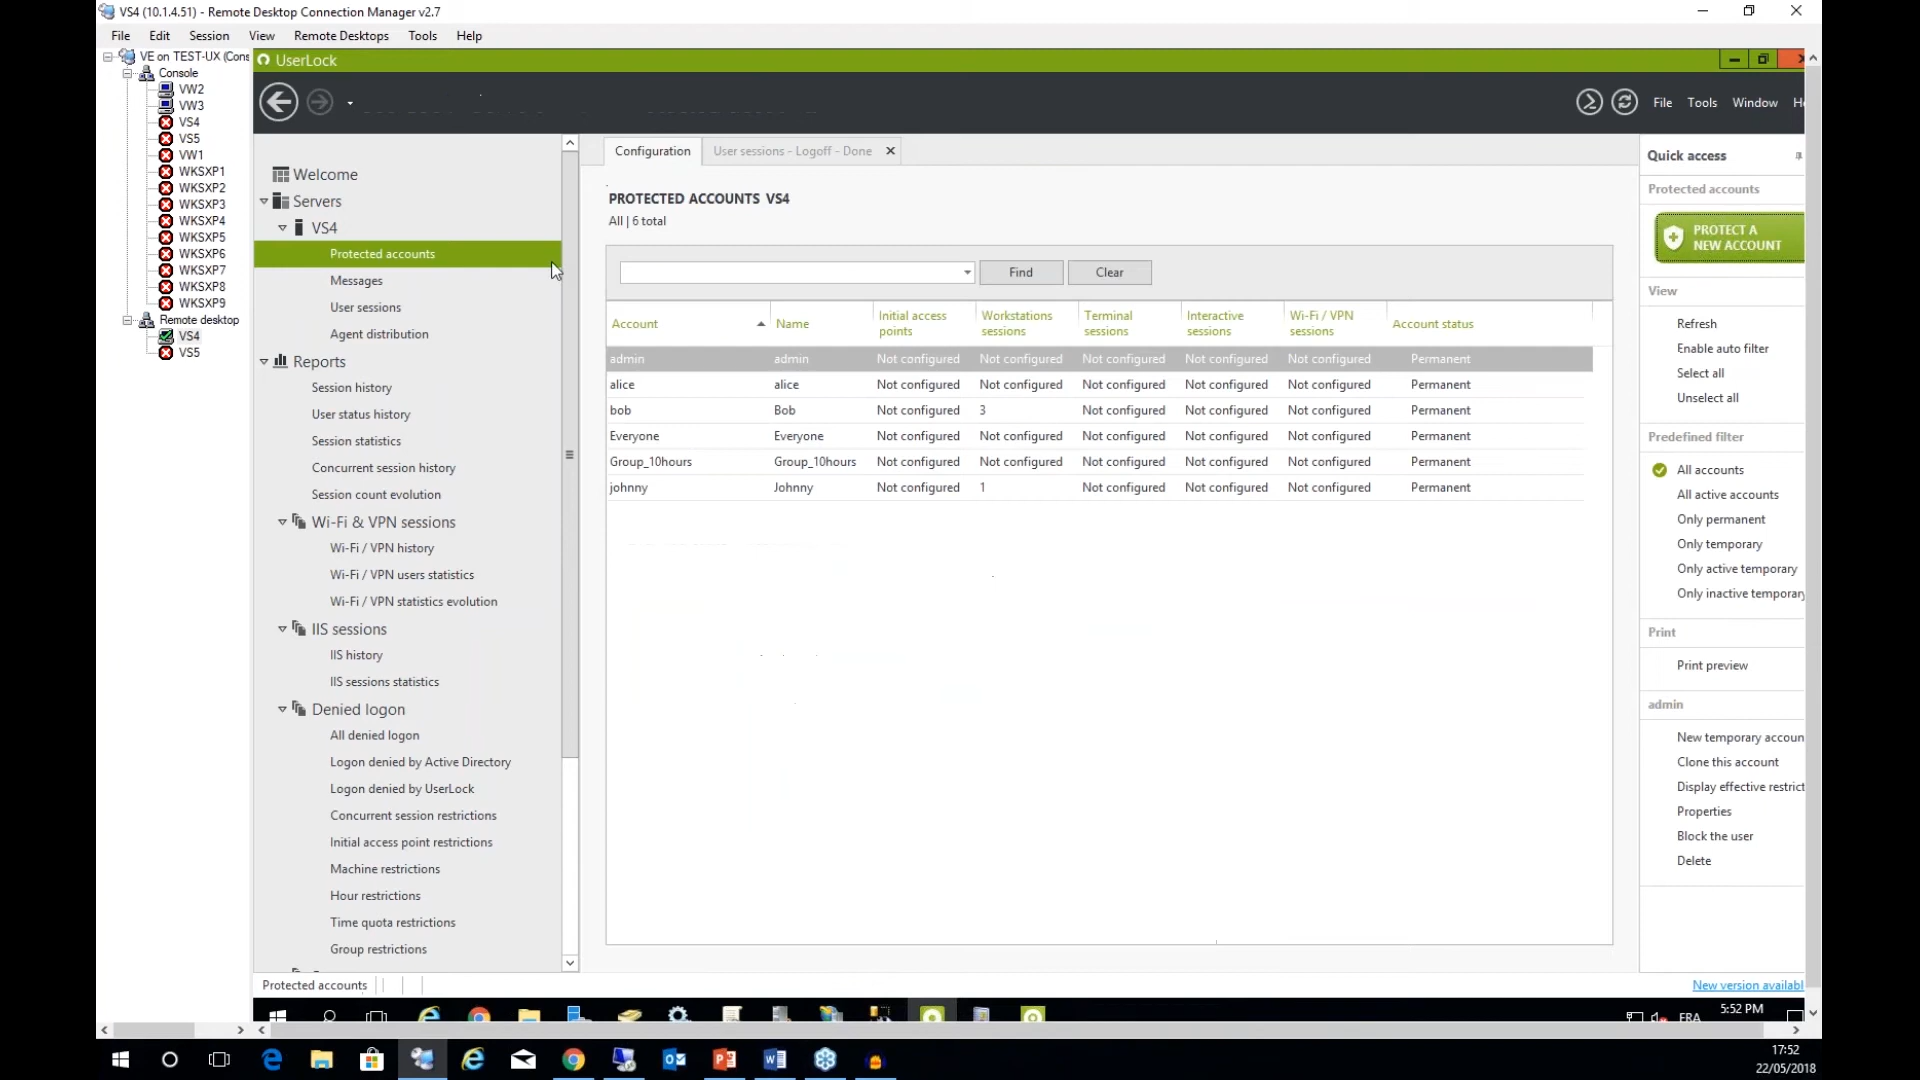 VS4 (10.1.4.51) - Remote Desktop Connection Manager v2.7
File Edit Session View Remote Desktops Tools Help
VE on TEST-UX (Cons
Console
VW2
VW3
VS4
VS5
VW1
WKSXP1
WKSXP2
WKSXP3
WKSXP4
WKSXP5
WKSXP6
WKSXP7
WKSXP8
WKSXP9
Remote desktop
VS4
VS5
UserLock
File Tools Window He
Welcome
Servers
VS4
Protected accounts
Messages
User sessions
Agent distribution
Reports
Session history
User status history
Session statistics
Concurrent session history
Session count evolution
Wi-Fi & VPN sessions
Wi-Fi / VPN history
Wi-Fi / VPN users statistics
Wi-Fi / VPN statistics evolution
IIS sessions
IIS history
IIS sessions statistics
Denied logon
All denied logon
Logon denied by Active Directory
Logon denied by UserLock
Concurrent session restrictions
Initial access point restrictions
Machine restrictions
Hour restrictions
Time quota restrictions
Group restrictions
Configuration User sessions - Logoff - Done
PROTECTED ACCOUNTS VS4
All | 6 total
Find Clear
Account Name Initial access points Workstations sessions Terminal sessions Interactive sessions Wi-Fi / VPN sessions Account status
admin admin Not configured Not configured Not configured Not configured Not configured Permanent
alice alice Not configured Not configured Not configured Not configured Not configured Permanent
bob Bob Not configured 3 Not configured Not configured Not configured Permanent
Everyone Everyone Not configured Not configured Not configured Not configured Not configured Permanent
Group_10hours Group_10hours Not configured Not configured Not configured Not configured Not configured Permanent
johnny Johnny Not configured 1 Not configured Not configured Not configured Permanent
Quick access
Protected accounts
PROTECT A
NEW ACCOUNT
View
Refresh
Enable auto filter
Select all
Unselect all
Predefined filter
All accounts
All active accounts
Only permanent
Only temporary
Only active temporary
Only inactive temporary
Print
Print preview
admin
New temporary accoun
Clone this account
Display effective restrict
Properties
Block the user
Delete
Protected accounts
New version availabl
FRA 5:52 PM
17:52
22/05/2018